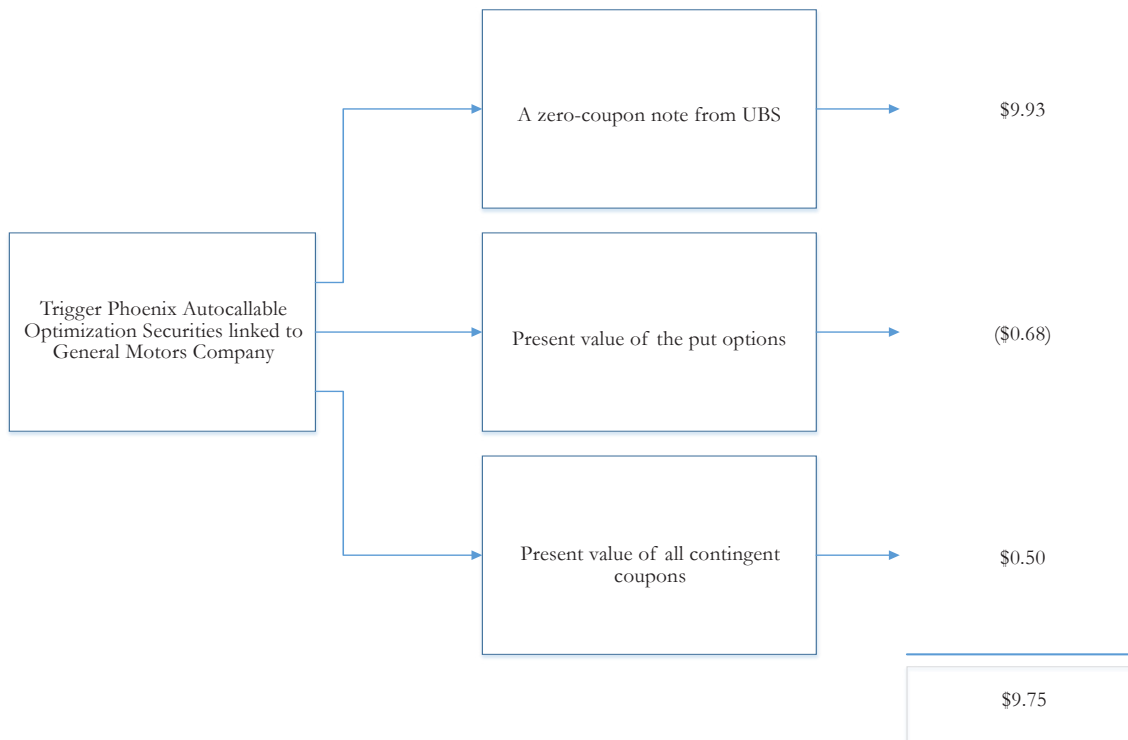 A zero-coupon note from UBS
$9.93
Trigger Phoenix Autocallable
Optimization Securities linked to
General Motors Company
Present value of the put options
($0.68)
Present value of all contingent
coupons
$0.50
$9.75